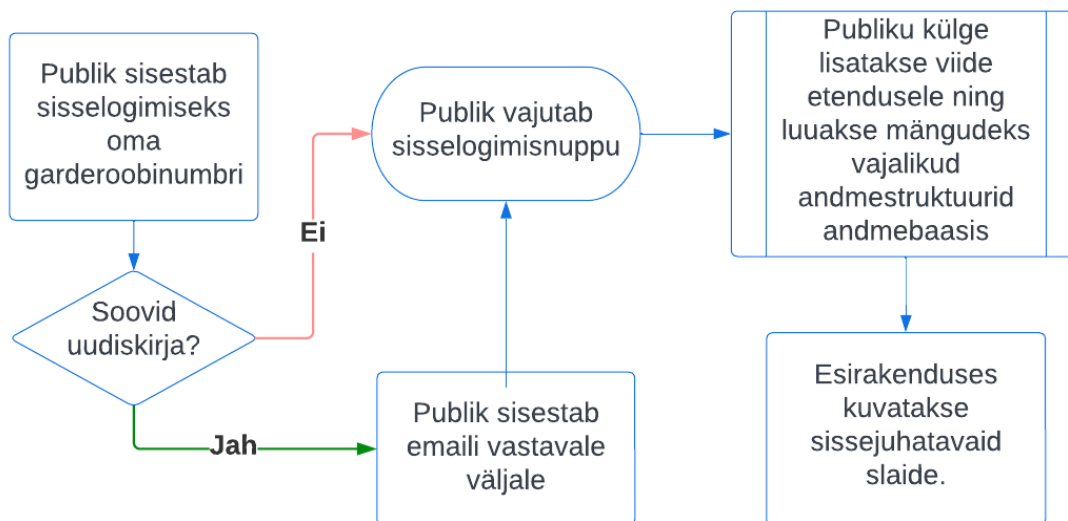 Publik sisestab
sisselogimiseks
oma
garderoobinumbri
Soovid
uudiskirja?
Ei
Jah
Publik vajutab
sisselogimisnuppu
Publik sisestab
emaili vastavale
väljale
Publiku külge
lisatakse viide
etendusele ning
luuakse mängudeks
vajalikud
andmestruktuurid
andmebaasis
Esirakenduses
kuvatakse
sissejuhatavaid
slaide.